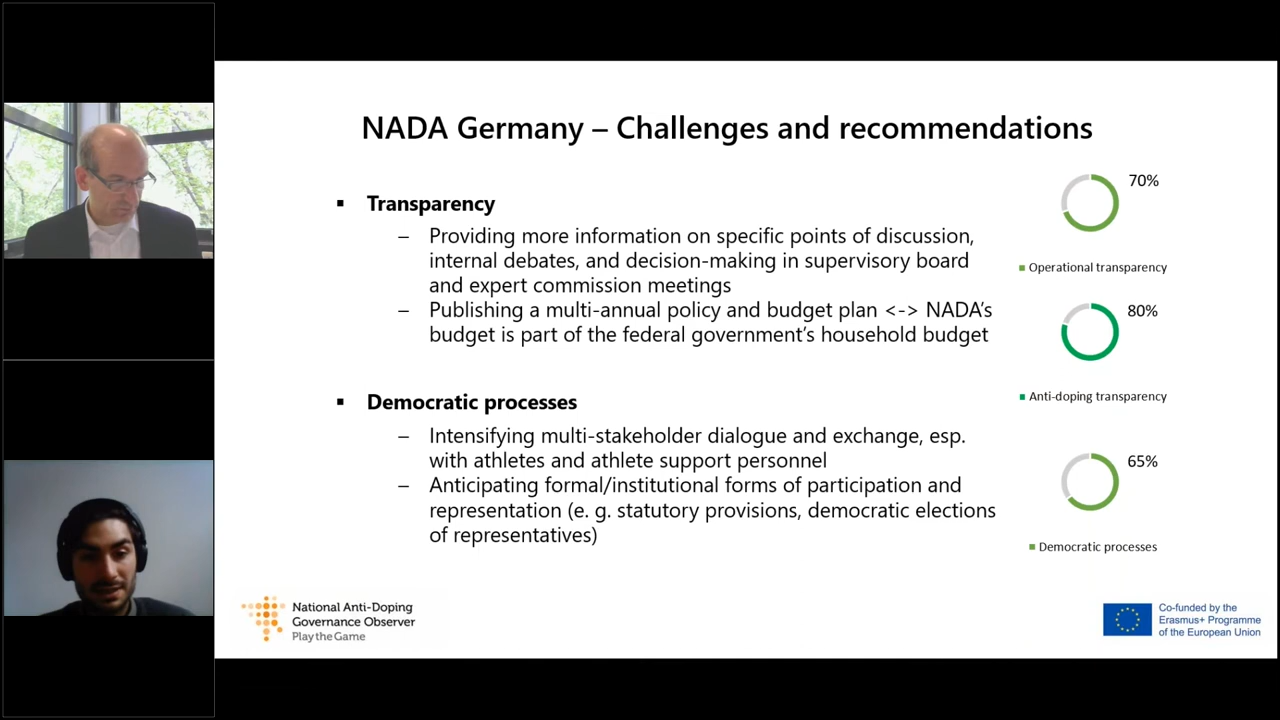 NADA Germany – Challenges and recommendations
▪ Transparency
– Providing more information on specific points of discussion,
internal debates, and decision-making in supervisory board
and expert commission meetings
– Publishing a multi-annual policy and budget plan <-> NADA’s
budget is part of the federal government’s household budget
▪ Democratic processes
– Intensifying multi-stakeholder dialogue and exchange, esp.
with athletes and athlete support personnel
– Anticipating formal/institutional forms of participation and
representation (e. g. statutory provisions, democratic elections
of representatives)
70%
Operational transparency
80%
Anti-doping transparency
65%
Democratic processes
National Anti-Doping
Governance Observer
Play the Game
Co-funded by the
Erasmus+ Programme
of the European Union